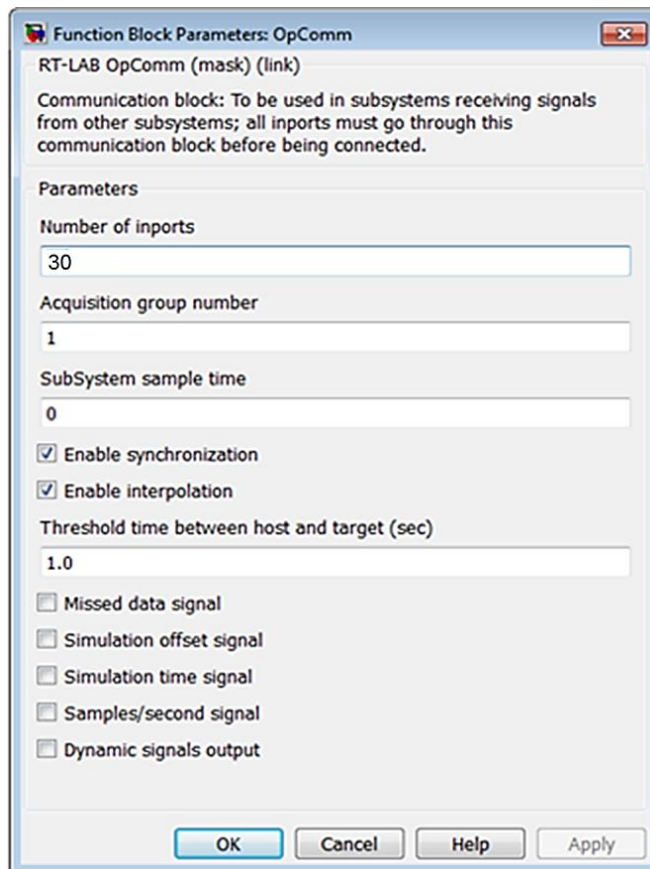 Function Block Parameters: OpComm
RT-LAB OpComm (mask) (link)
Communication block: To be used in subsystems receiving signals
from other subsystems; all inports must go through this
communication block before being connected.
Parameters
Number of inports
30
Acquisition group number
1
SubSystem sample time
0
Enable synchronization
Enable interpolation
Threshold time between host and target (sec)
1.0
Missed data signal
Simulation offset signal
Simulation time signal
Samples/second signal
Dynamic signals output
OK Cancel Help Apply